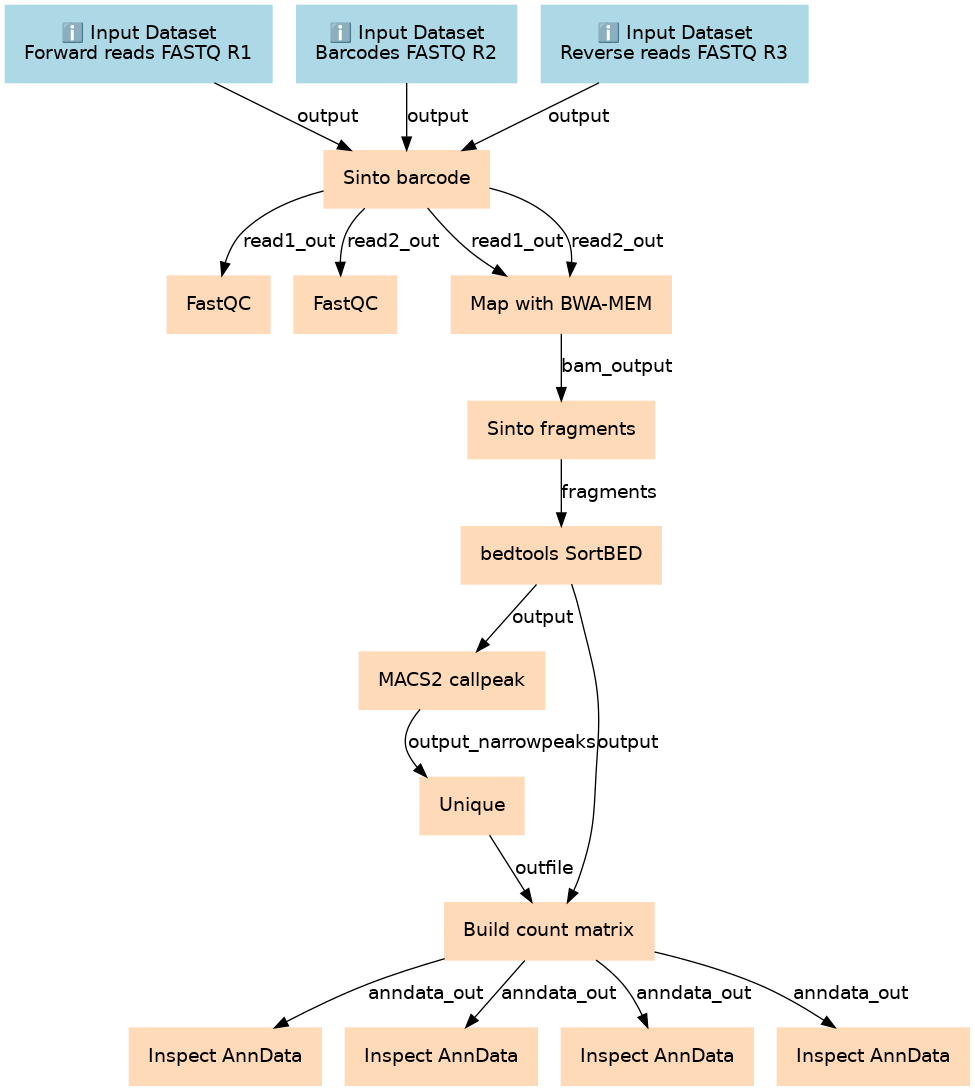 ℹ️ Input Dataset
Forward reads FASTQ R1
ℹ️ Input Dataset
Barcodes FASTQ R2
ℹ️ Input Dataset
Reverse reads FASTQ R3
output
output
output
Sinto barcode
read1_out
read2_out
read1_out
read2_out
FastQC
FastQC
Map with BWA-MEM
bam_output
Sinto fragments
fragments
bedtools SortBED
output
MACS2 callpeak
output_narrowpeaks
output
Unique
outfile
Build count matrix
anndata_out
anndata_out
anndata_out
anndata_out
Inspect AnnData
Inspect AnnData
Inspect AnnData
Inspect AnnData